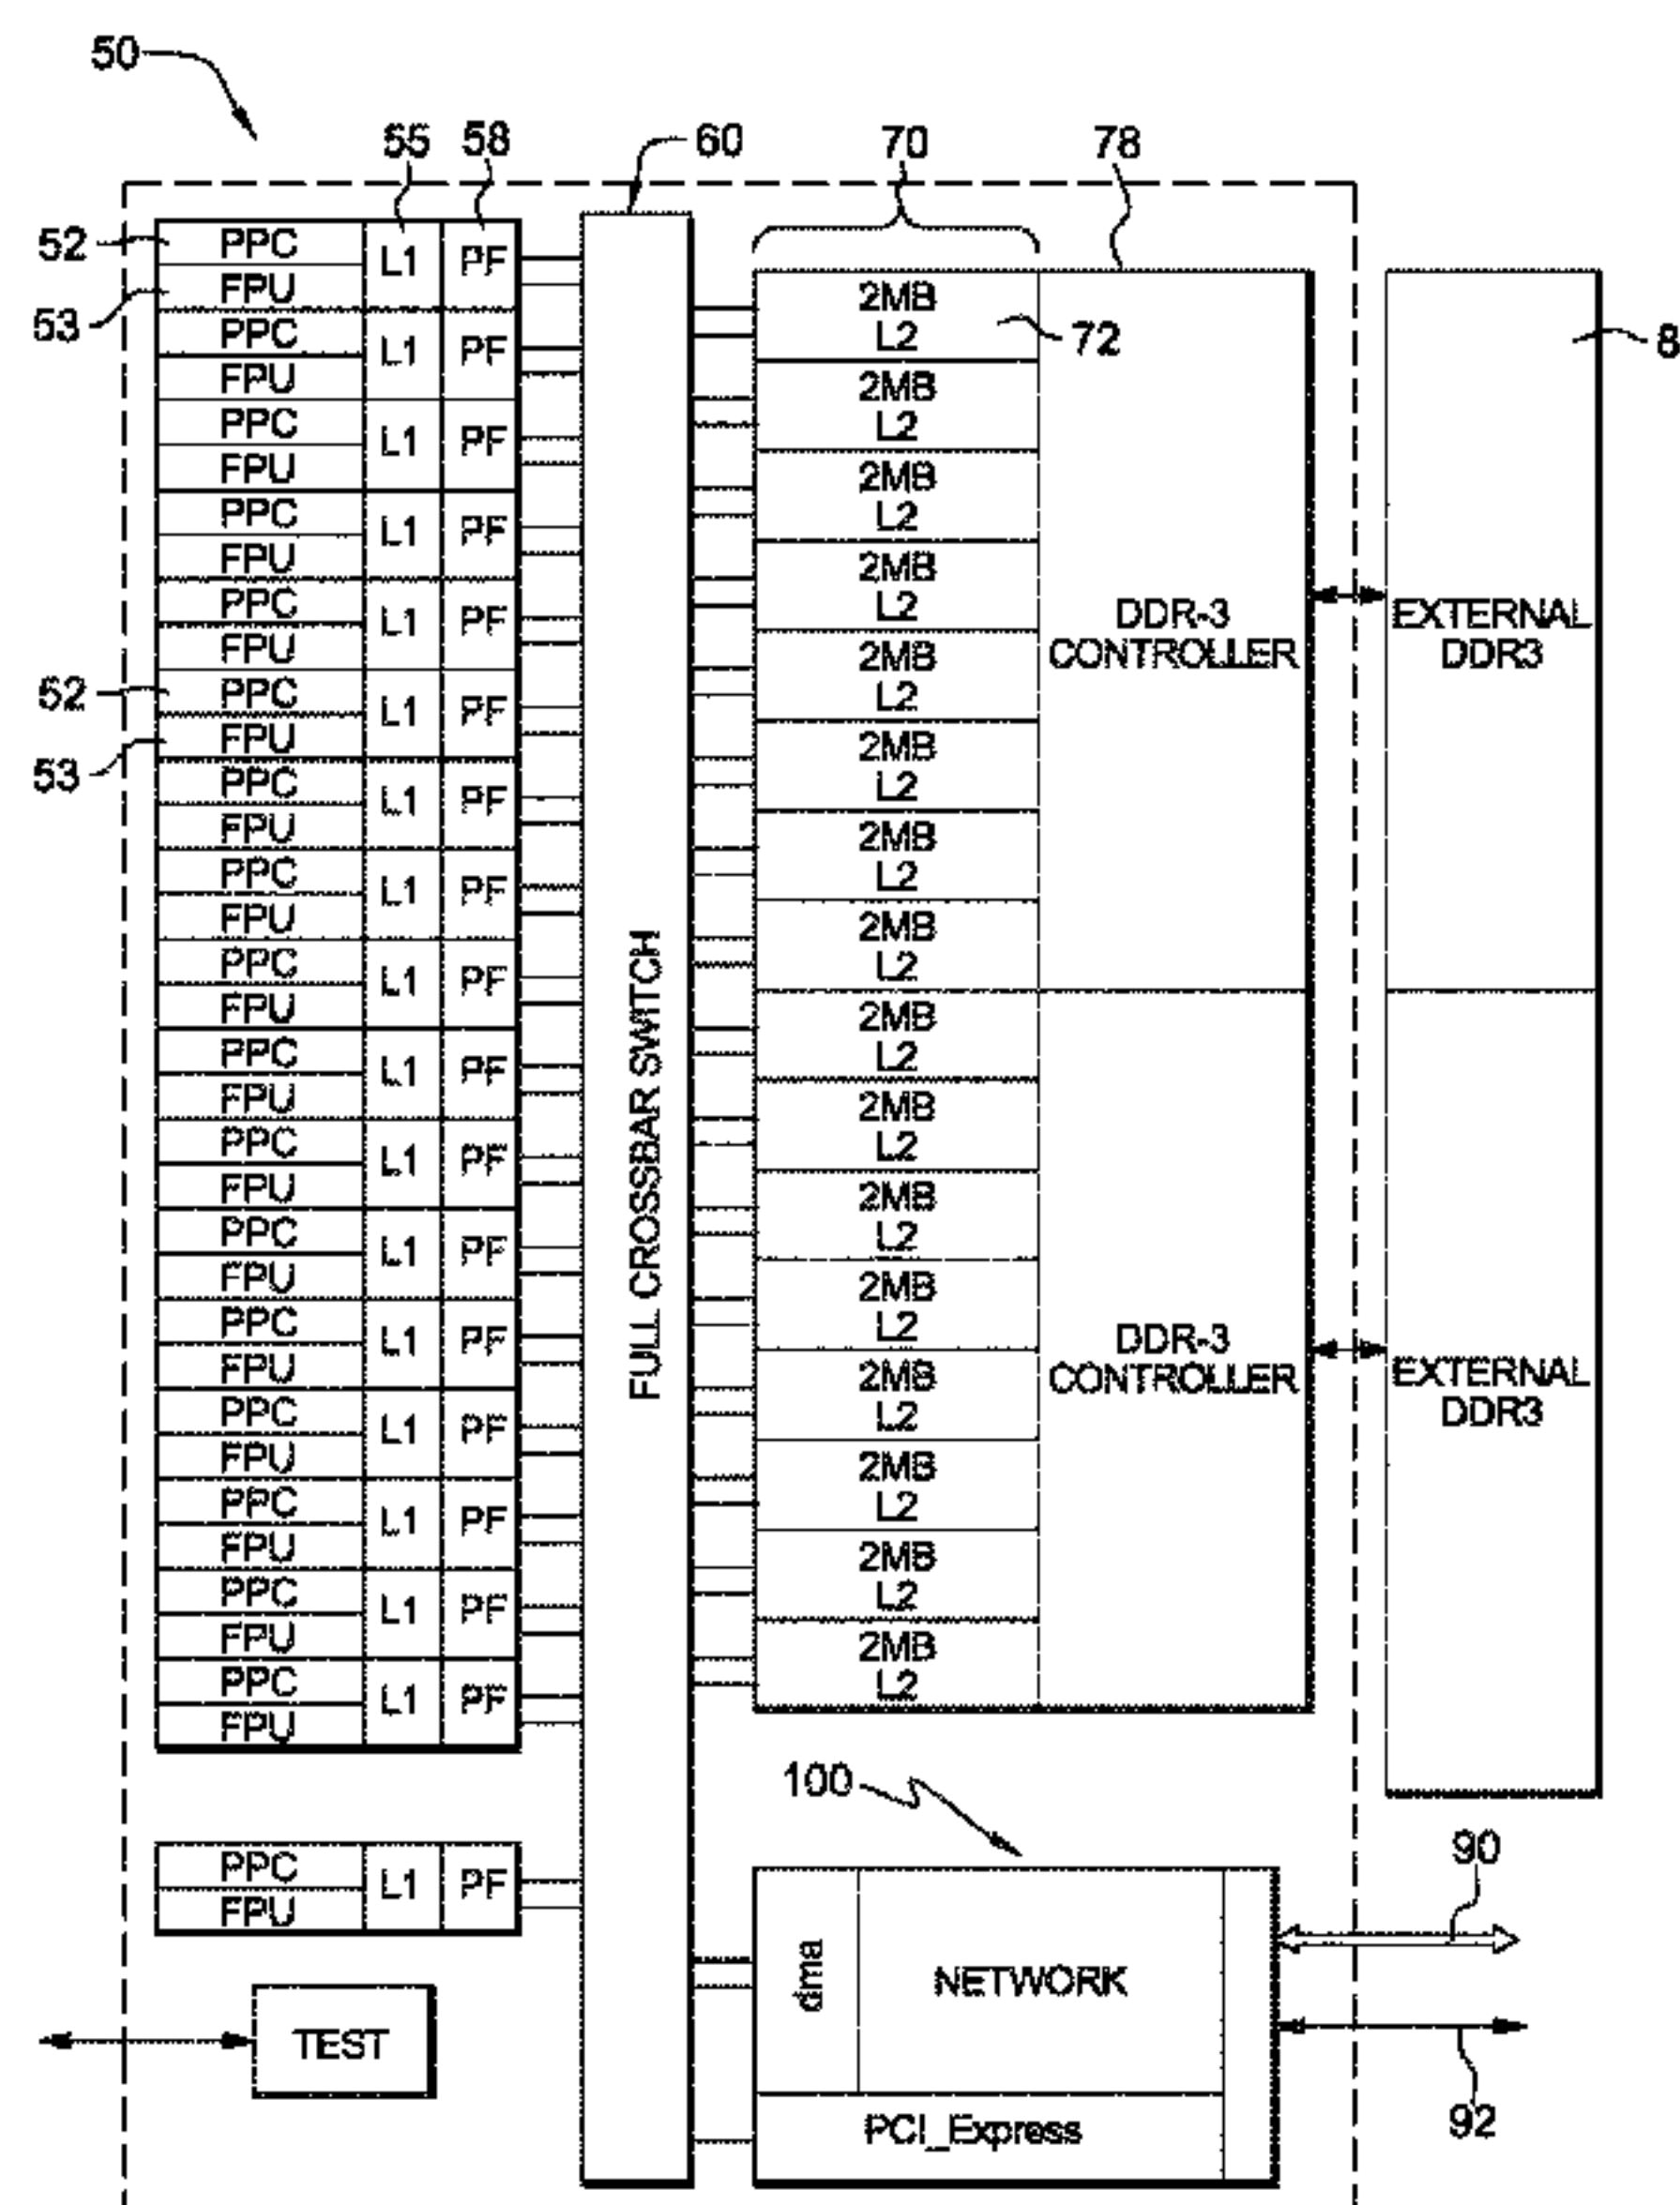 50
55 58 60 70 78
52
53
52
53
PPC
FPU
L1 PF
PPC
FPU
L1 PF
PPC
FPU
L1 PF
PPC
FPU
L1 PF
PPC
FPU
L1 PF
PPC
FPU
L1 PF
PPC
FPU
L1 PF
PPC
FPU
L1 PF
PPC
FPU
L1 PF
PPC
FPU
L1 PF
PPC
FPU
L1 PF
PPC
FPU
L1 PF
PPC
FPU
L1 PF
PPC
FPU
L1 PF
PPC
FPU
L1 PF
PPC
FPU
L1 PF
PPC
FPU
L1 PF
PPC
FPU
L1 PF
TEST
FULL CROSSBAR SWITCH
2MB
L2
72
2MB
L2
2MB
L2
2MB
L2
2MB
L2
2MB
L2
2MB
L2
2MB
L2
2MB
L2
2MB
L2
2MB
L2
2MB
L2
2MB
L2
2MB
L2
2MB
L2
2MB
L2
DDR-3
CONTROLLER
DDR-3
CONTROLLER
8
EXTERNAL
DDR3
EXTERNAL
DDR3
100
dma
NETWORK
PCI_Express
90
92